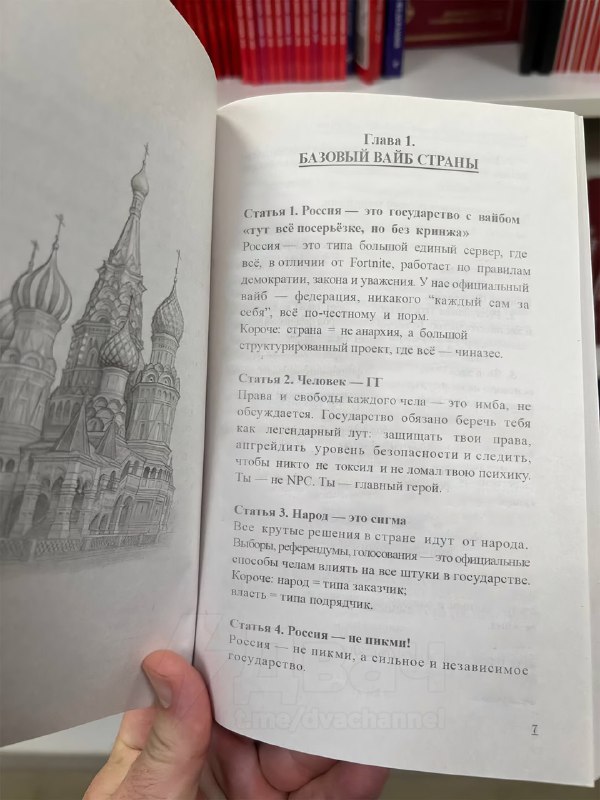 Глава 1.
БАЗОВЫЙ ВАЙБ СТРАНЫ
Статья 1. Россия — это государство с вайбом
«тут всё посерьёзке, но без кринжа»
Россия — это типа большой единый сервер, где
всё, в отличии от Fortnite, работает по правилам
демократии, закона и уважения. У нас официальный
вайб — федерация, никакого “каждый сам за
себя”, всё по-честному и норм.
Короче: страна = не анархия, а большой
структурированный проект, где всё — чиназес.
Статья 2. Человек — ГГ
Права и свободы каждого чела — это имба, не
обсуждается. Государство обязано беречь тебя
как легендарный лут: защищать твои права,
апгрейдить уровень безопасности и следить,
чтобы никто не токсил и не ломал твою психику.
Ты — не NPC. Ты — главный герой.
Статья 3. Народ — это сигма
Все крутые решения в стране идут от народа.
Выборы, референдумы, голосования — это официальные
способы челам влиять на все штуки в государстве.
Короче: народ = типа заказчик;
власть = типа подрядчик.
Статья 4. Россия — не пикми!
Россия — не пикми, а сильное и независимое
государство.
Двач
t.me/dvachannel
7